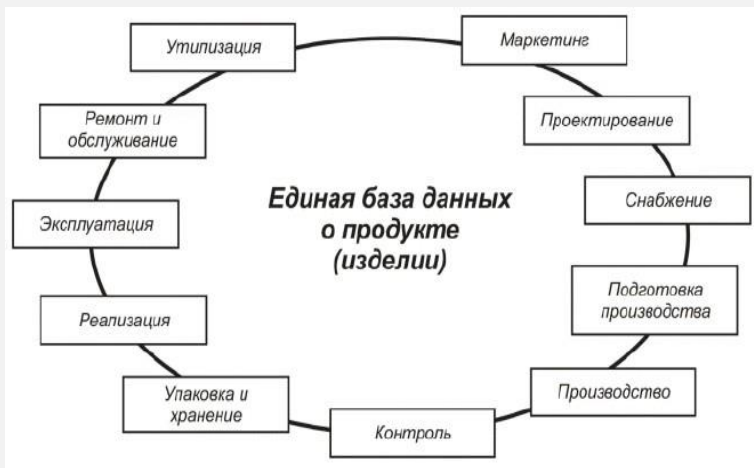 Утилизация
Маркетинг
Ремонт и
обслуживание
Проектирование
Единая база данных
о продукте
(изделии)
Снабжение
Эксплуатация
Подготовка
производства
Реализация
Упаковка и
хранение
Производство
Контроль